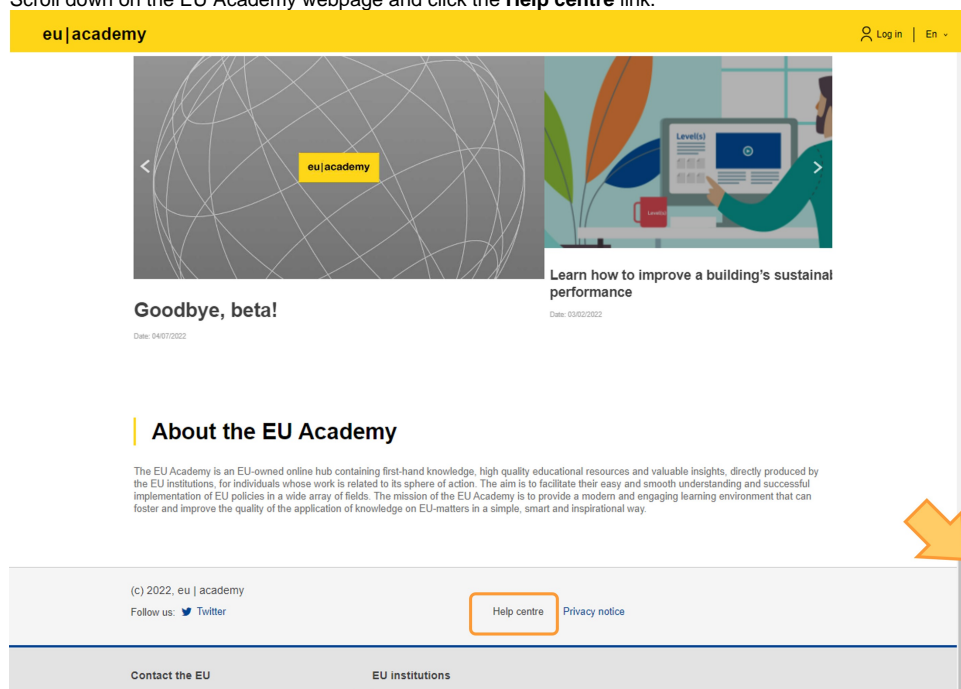 Scroll down on the EU Academy webpage and click the Help centre link.
eu|academy
Log in | En
eu|academy
Level(s)
Level(s)
Goodbye, beta!
Date: 04/07/2022
Learn how to improve a building's sustainal
performance
Date: 03/02/2022
About the EU Academy
The EU Academy is an EU-owned online hub containing first-hand knowledge, high quality educational resources and valuable insights, directly produced by
the EU institutions, for individuals whose work is related to its sphere of action. The aim is to facilitate their easy and smooth understanding and successful
implementation of EU policies in a wide array of fields. The mission of the EU Academy is to provide a modern and engaging learning environment that can
foster and improve the quality of the application of knowledge on EU-matters in a simple, smart and inspirational way.
(c) 2022, eu | academy
Follow us: Twitter
Help centre
Privacy notice
Contact the EU
EU institutions